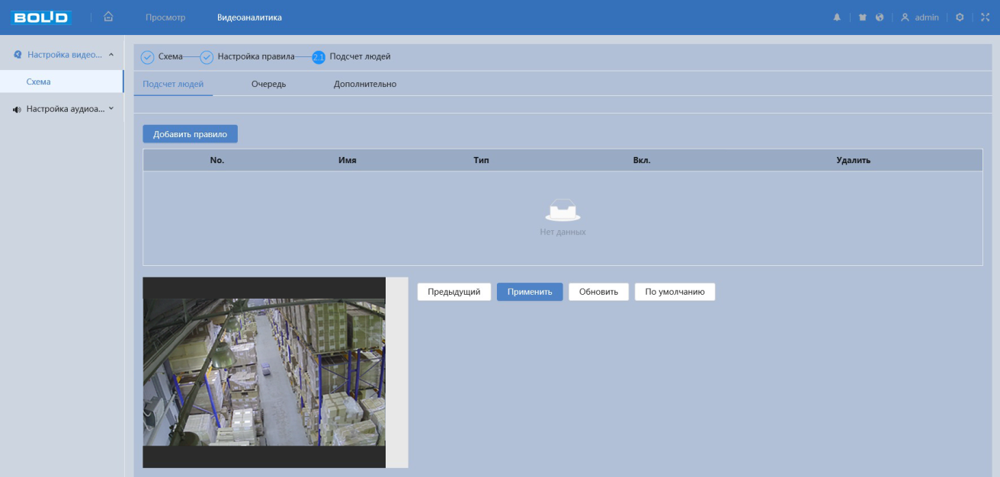 BOLID Просмотр Видеоаналитика admin
Настройка видео...
Схема
Настройка аудиоа...
Схема Настройка правила 2.1 Подсчет людей
Подсчет людей Очередь Дополнительно
Добавить правило
No. Имя Тип Вкл. Удалить
Нет данных
Предыдущий Применить Обновить По умолчанию